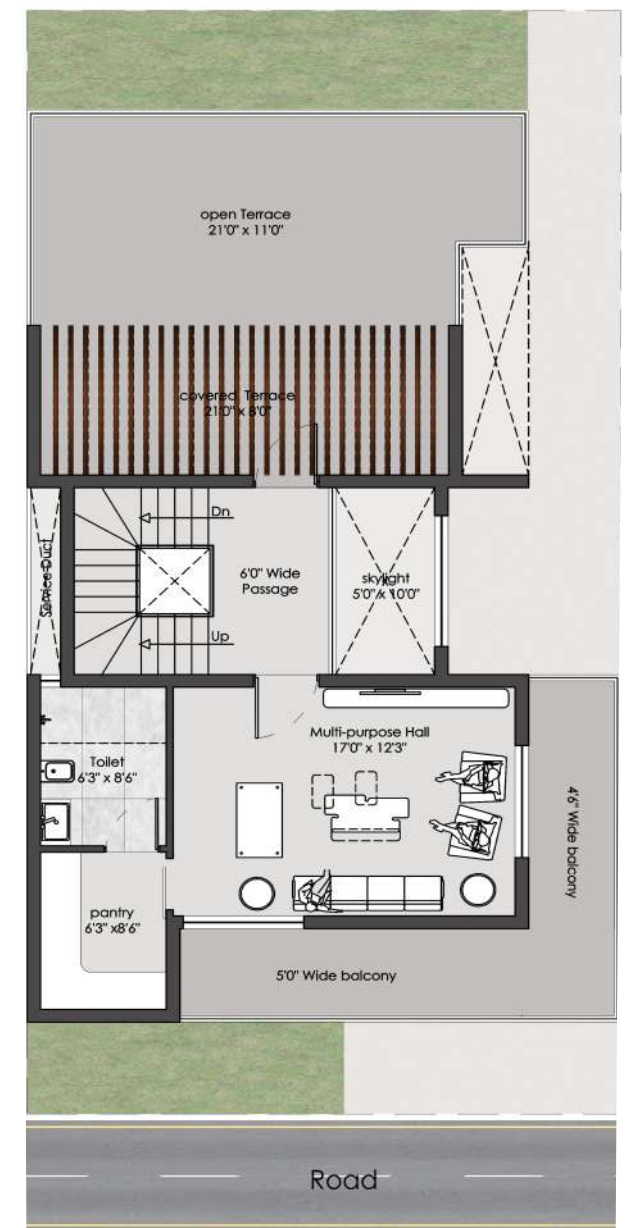 open Terrace
21'0" x 11'0"
covered Terrace
21'0" x 8'0"
Dn
Service Duct
6'0" Wide
Passage
skylight
5'0" x 10'0"
Up
Multi-purpose Hall
17'0" x 12'3"
Toilet
6'3" x 8'6"
4'6" Wide balcony
pantry
6'3" x8'6"
5'0" Wide balcony
Road